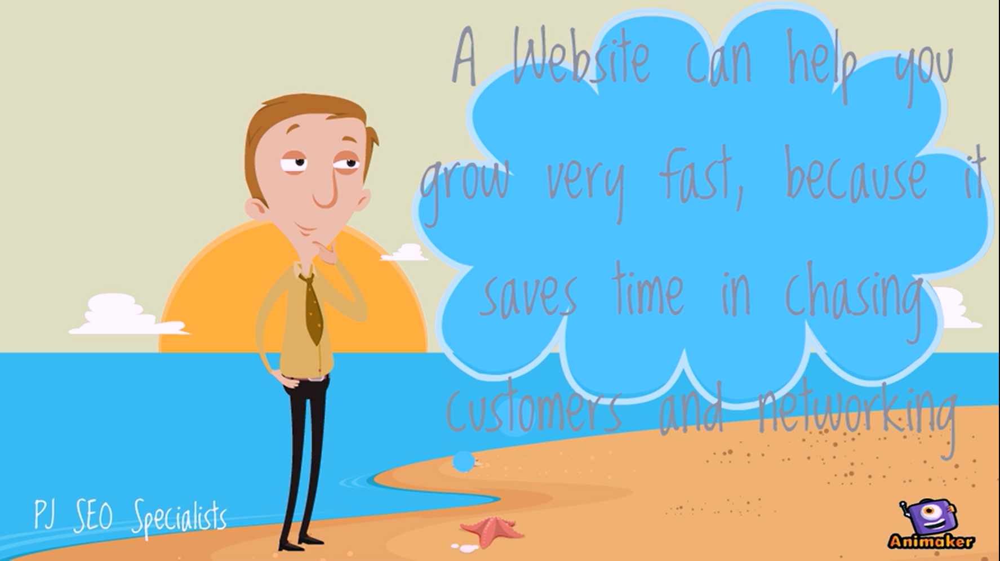 A Website can help you
grow very fast, because it
saves time in chasing
customers and networking
PJ SEO Specialists
Animaker